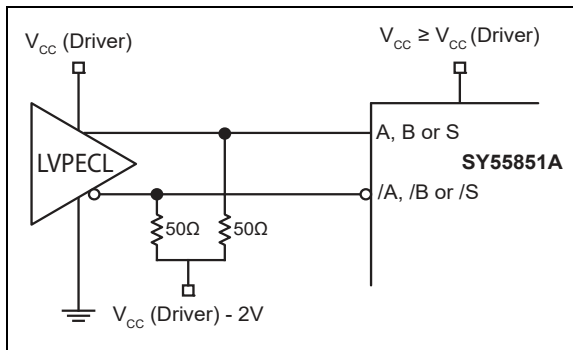 V_CC (Driver)
V_CC ≥ V_CC (Driver)
LVPECL
A, B or S
SY55851A
/A, /B or /S
50Ω
50Ω
V_CC (Driver) - 2V